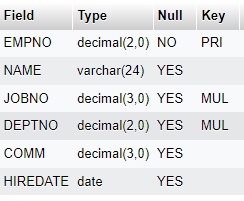 Field Type Null Key
EMPNO decimal(2,0) NO PRI
NAME varchar(24) YES
JOBNO decimal(3,0) YES MUL
DEPTNO decimal(2,0) YES MUL
COMM decimal(3,0) YES
HIREDATE date YES